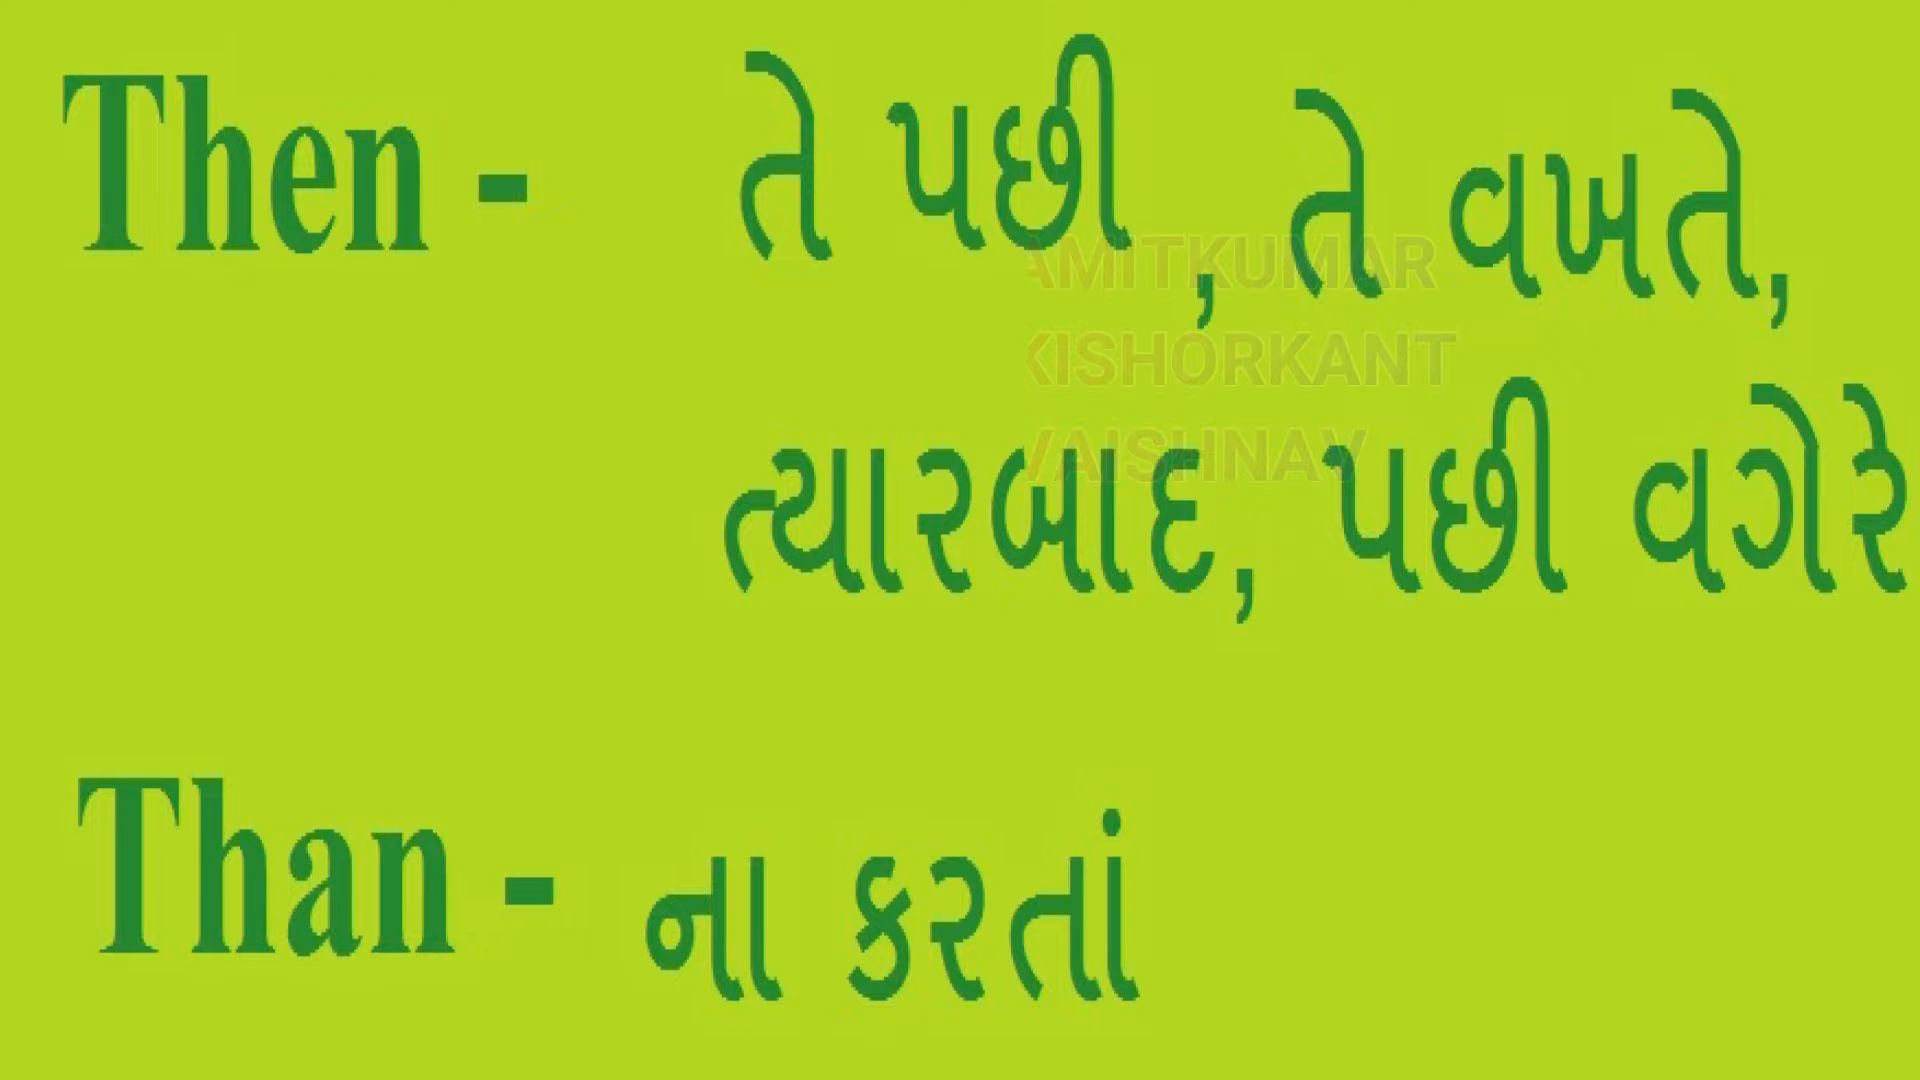 Then - તે પછી , તે વખતે,
AMITKUMAR
KISHORKANT
VAISHNAV
ત્યારબાદ, પછી વગેરે
Than - ના કરતાં